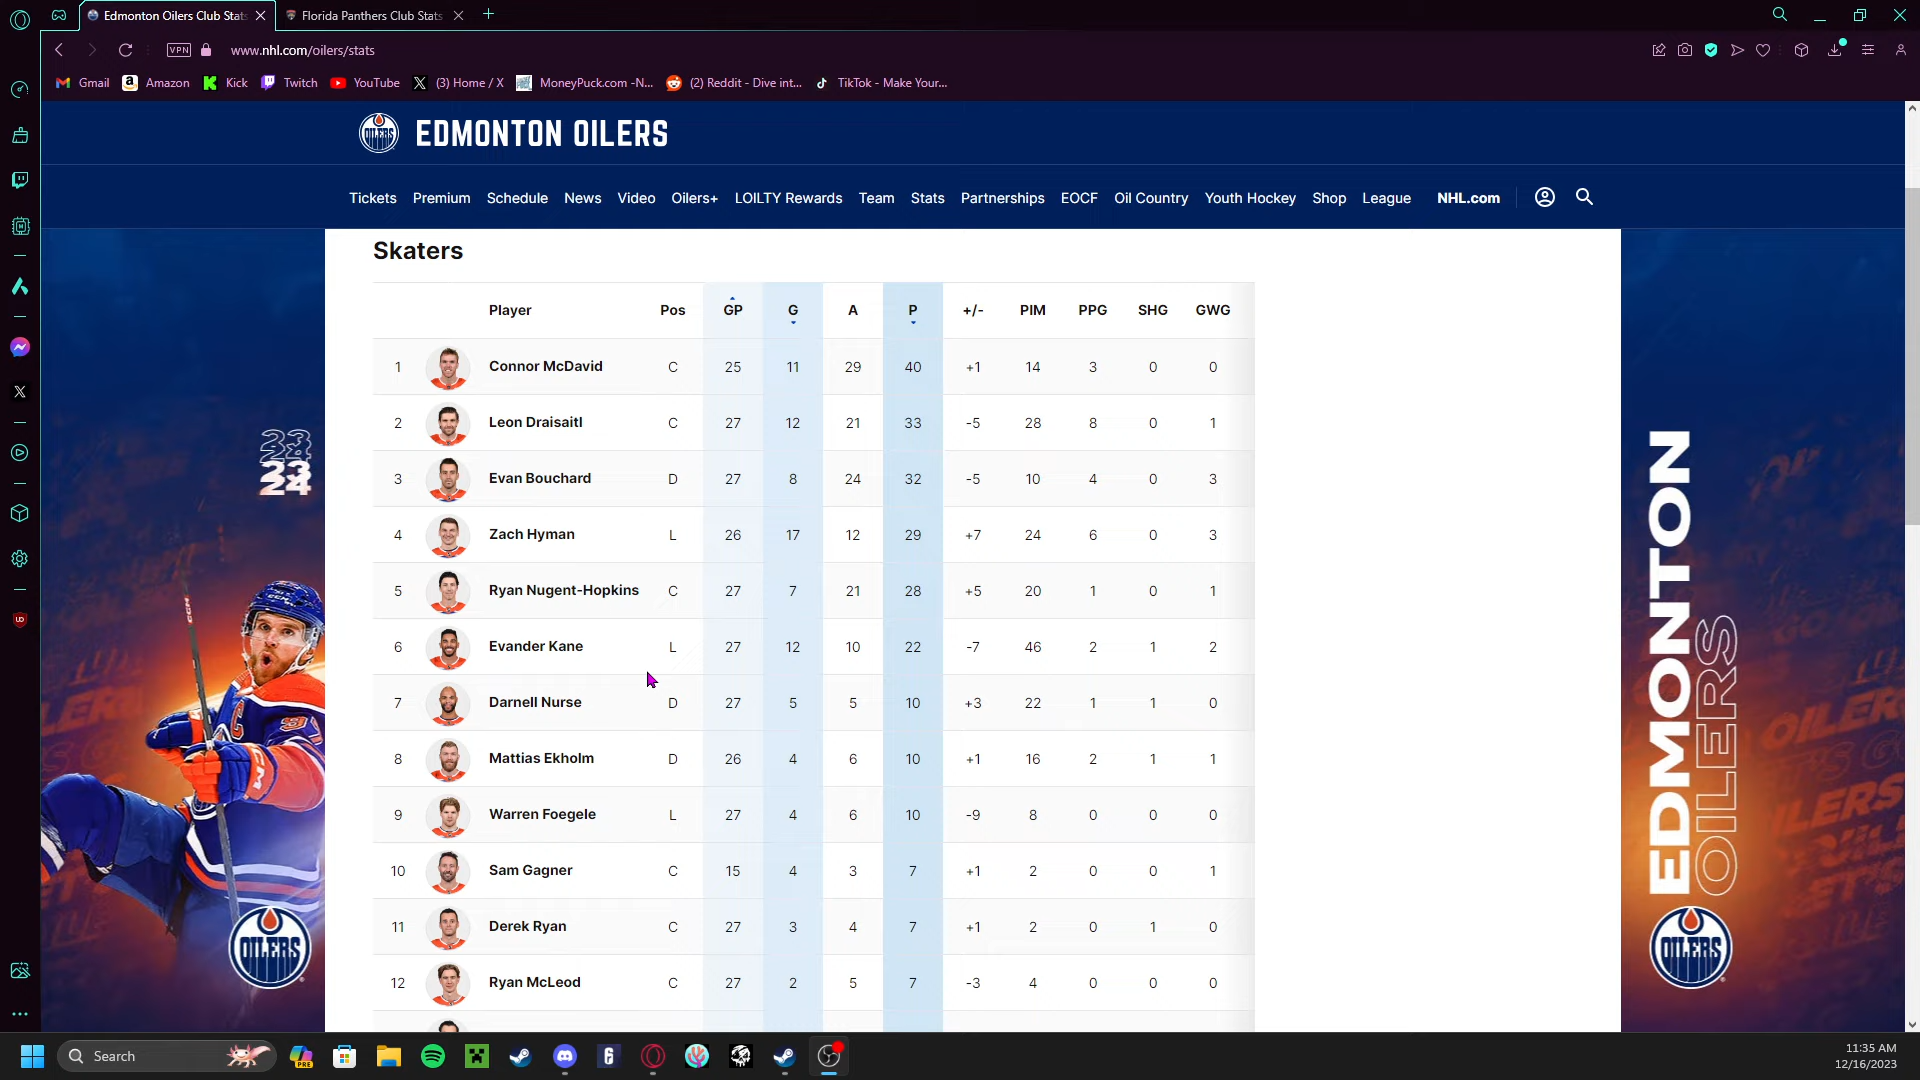 Edmonton Oilers Club Stats
Florida Panthers Club Stats
VPN
www.nhl.com/oilers/stats
Gmail Amazon Kick Twitch YouTube (3) Home / X MoneyPuck.com -N... (2) Reddit - Dive int... TikTok - Make Your...
OILERS EDMONTON OILERS
Tickets Premium Schedule News Video Oilers+ LOILTY Rewards Team Stats Partnerships EOCF Oil Country Youth Hockey Shop League NHL.com
Skaters
Player Pos GP G A P +/- PIM PPG SHG GWG
1 Connor McDavid C 25 11 29 40 +1 14 3 0 0
2 Leon Draisaitl C 27 12 21 33 -5 28 8 0 1
3 Evan Bouchard D 27 8 24 32 -5 10 4 0 3
4 Zach Hyman L 26 17 12 29 +7 24 6 0 3
5 Ryan Nugent-Hopkins C 27 7 21 28 +5 20 1 0 1
6 Evander Kane L 27 12 10 22 -7 46 2 1 2
7 Darnell Nurse D 27 5 5 10 +3 22 1 1 0
8 Mattias Ekholm D 26 4 6 10 +1 16 2 1 1
9 Warren Foegele L 27 4 6 10 -9 8 0 0 0
10 Sam Gagner C 15 4 3 7 +1 2 0 0 1
11 Derek Ryan C 27 3 4 7 +1 2 0 1 0
12 Ryan McLeod C 27 2 5 7 -3 4 0 0 0
23
24
23
24
OILERS
EDMONTON
OILERS
OILERS
Search
PRE
11:35 AM
12/16/2023